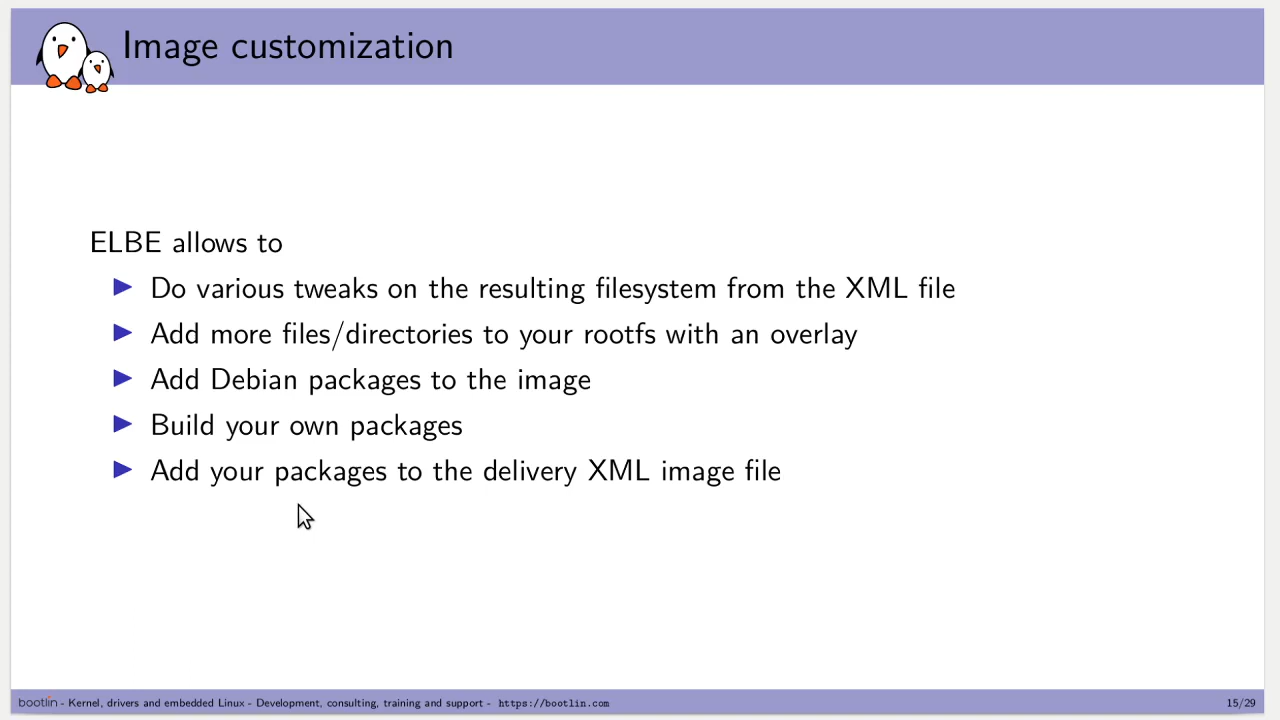 Image customization
ELBE allows to
Do various tweaks on the resulting filesystem from the XML file
Add more files/directories to your rootfs with an overlay
Add Debian packages to the image
Build your own packages
Add your packages to the delivery XML image file
bootlin - Kernel, drivers and embedded Linux - Development, consulting, training and support - https://bootlin.com 15/29